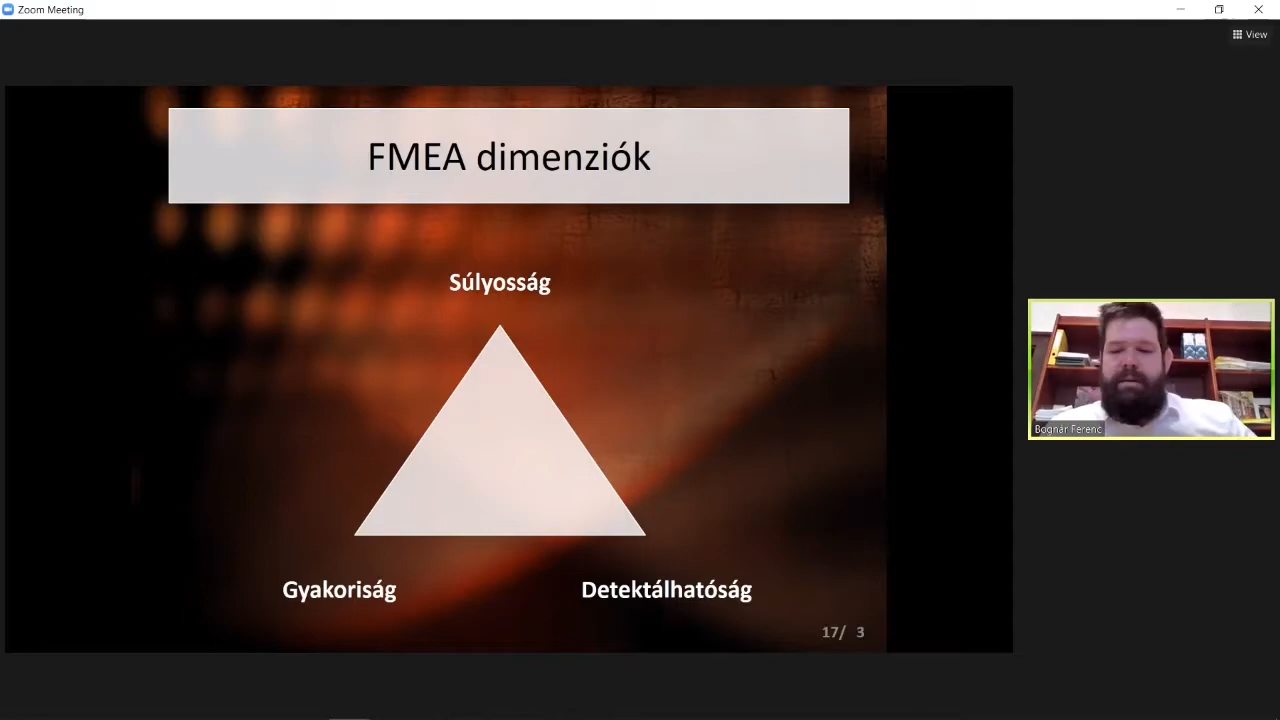 Zoom Meeting
View
FMEA dimenziók
Súlyosság
Gyakoriság
Detektálhatóság
17/ 3
Bognár Ferenc